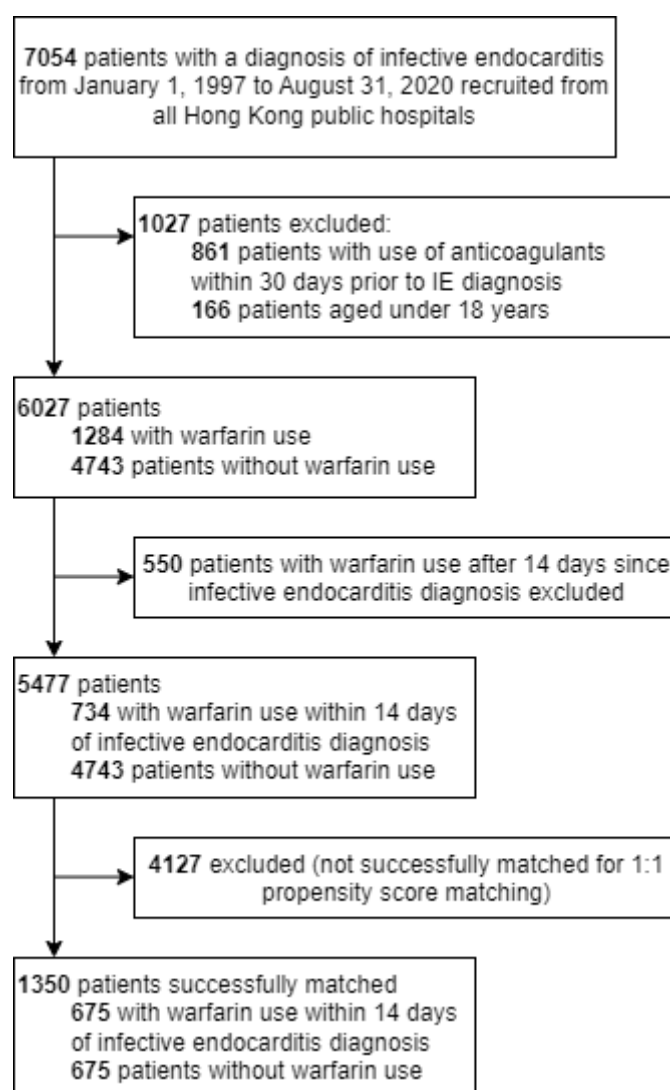 7054 patients with a diagnosis of infective endocarditis
from January 1, 1997 to August 31, 2020 recruited from
all Hong Kong public hospitals
1027 patients excluded:
861 patients with use of anticoagulants
within 30 days prior to IE diagnosis
166 patients aged under 18 years
6027 patients
1284 with warfarin use
4743 patients without warfarin use
550 patients with warfarin use after 14 days since
infective endocarditis diagnosis excluded
5477 patients
734 with warfarin use within 14 days
of infective endocarditis diagnosis
4743 patients without warfarin use
4127 excluded (not successfully matched for 1:1
propensity score matching)
1350 patients successfully matched
675 with warfarin use within 14 days
of infective endocarditis diagnosis
675 patients without warfarin use